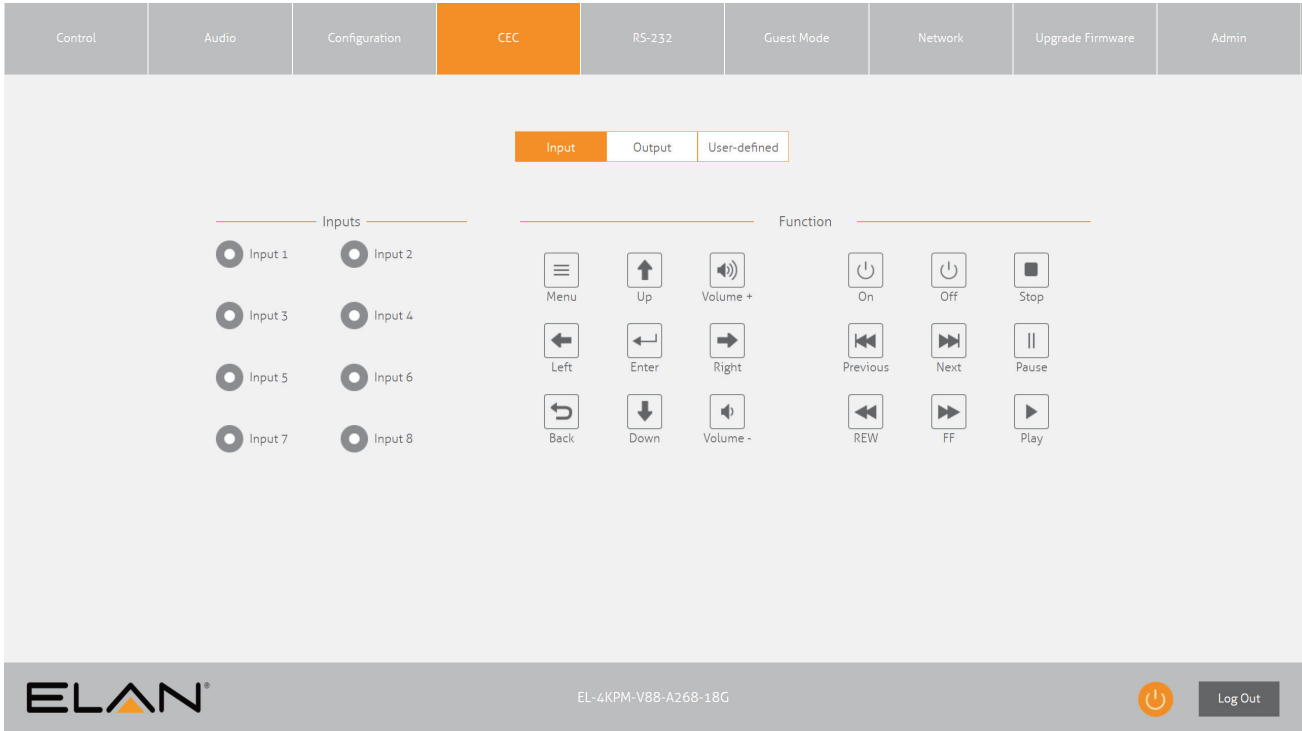 Control Audio Configuration CEC RS-232 Guest Mode Network Upgrade Firmware Admin
Input Output User-defined
Inputs
Input 1 Input 2
Input 3 Input 4
Input 5 Input 6
Input 7 Input 8
Function
Menu Up Volume + On Off Stop
Left Enter Right Previous Next Pause
Back Down Volume - REW FF Play
ELAN® EL-4KPM-V88-A268-18G Log Out